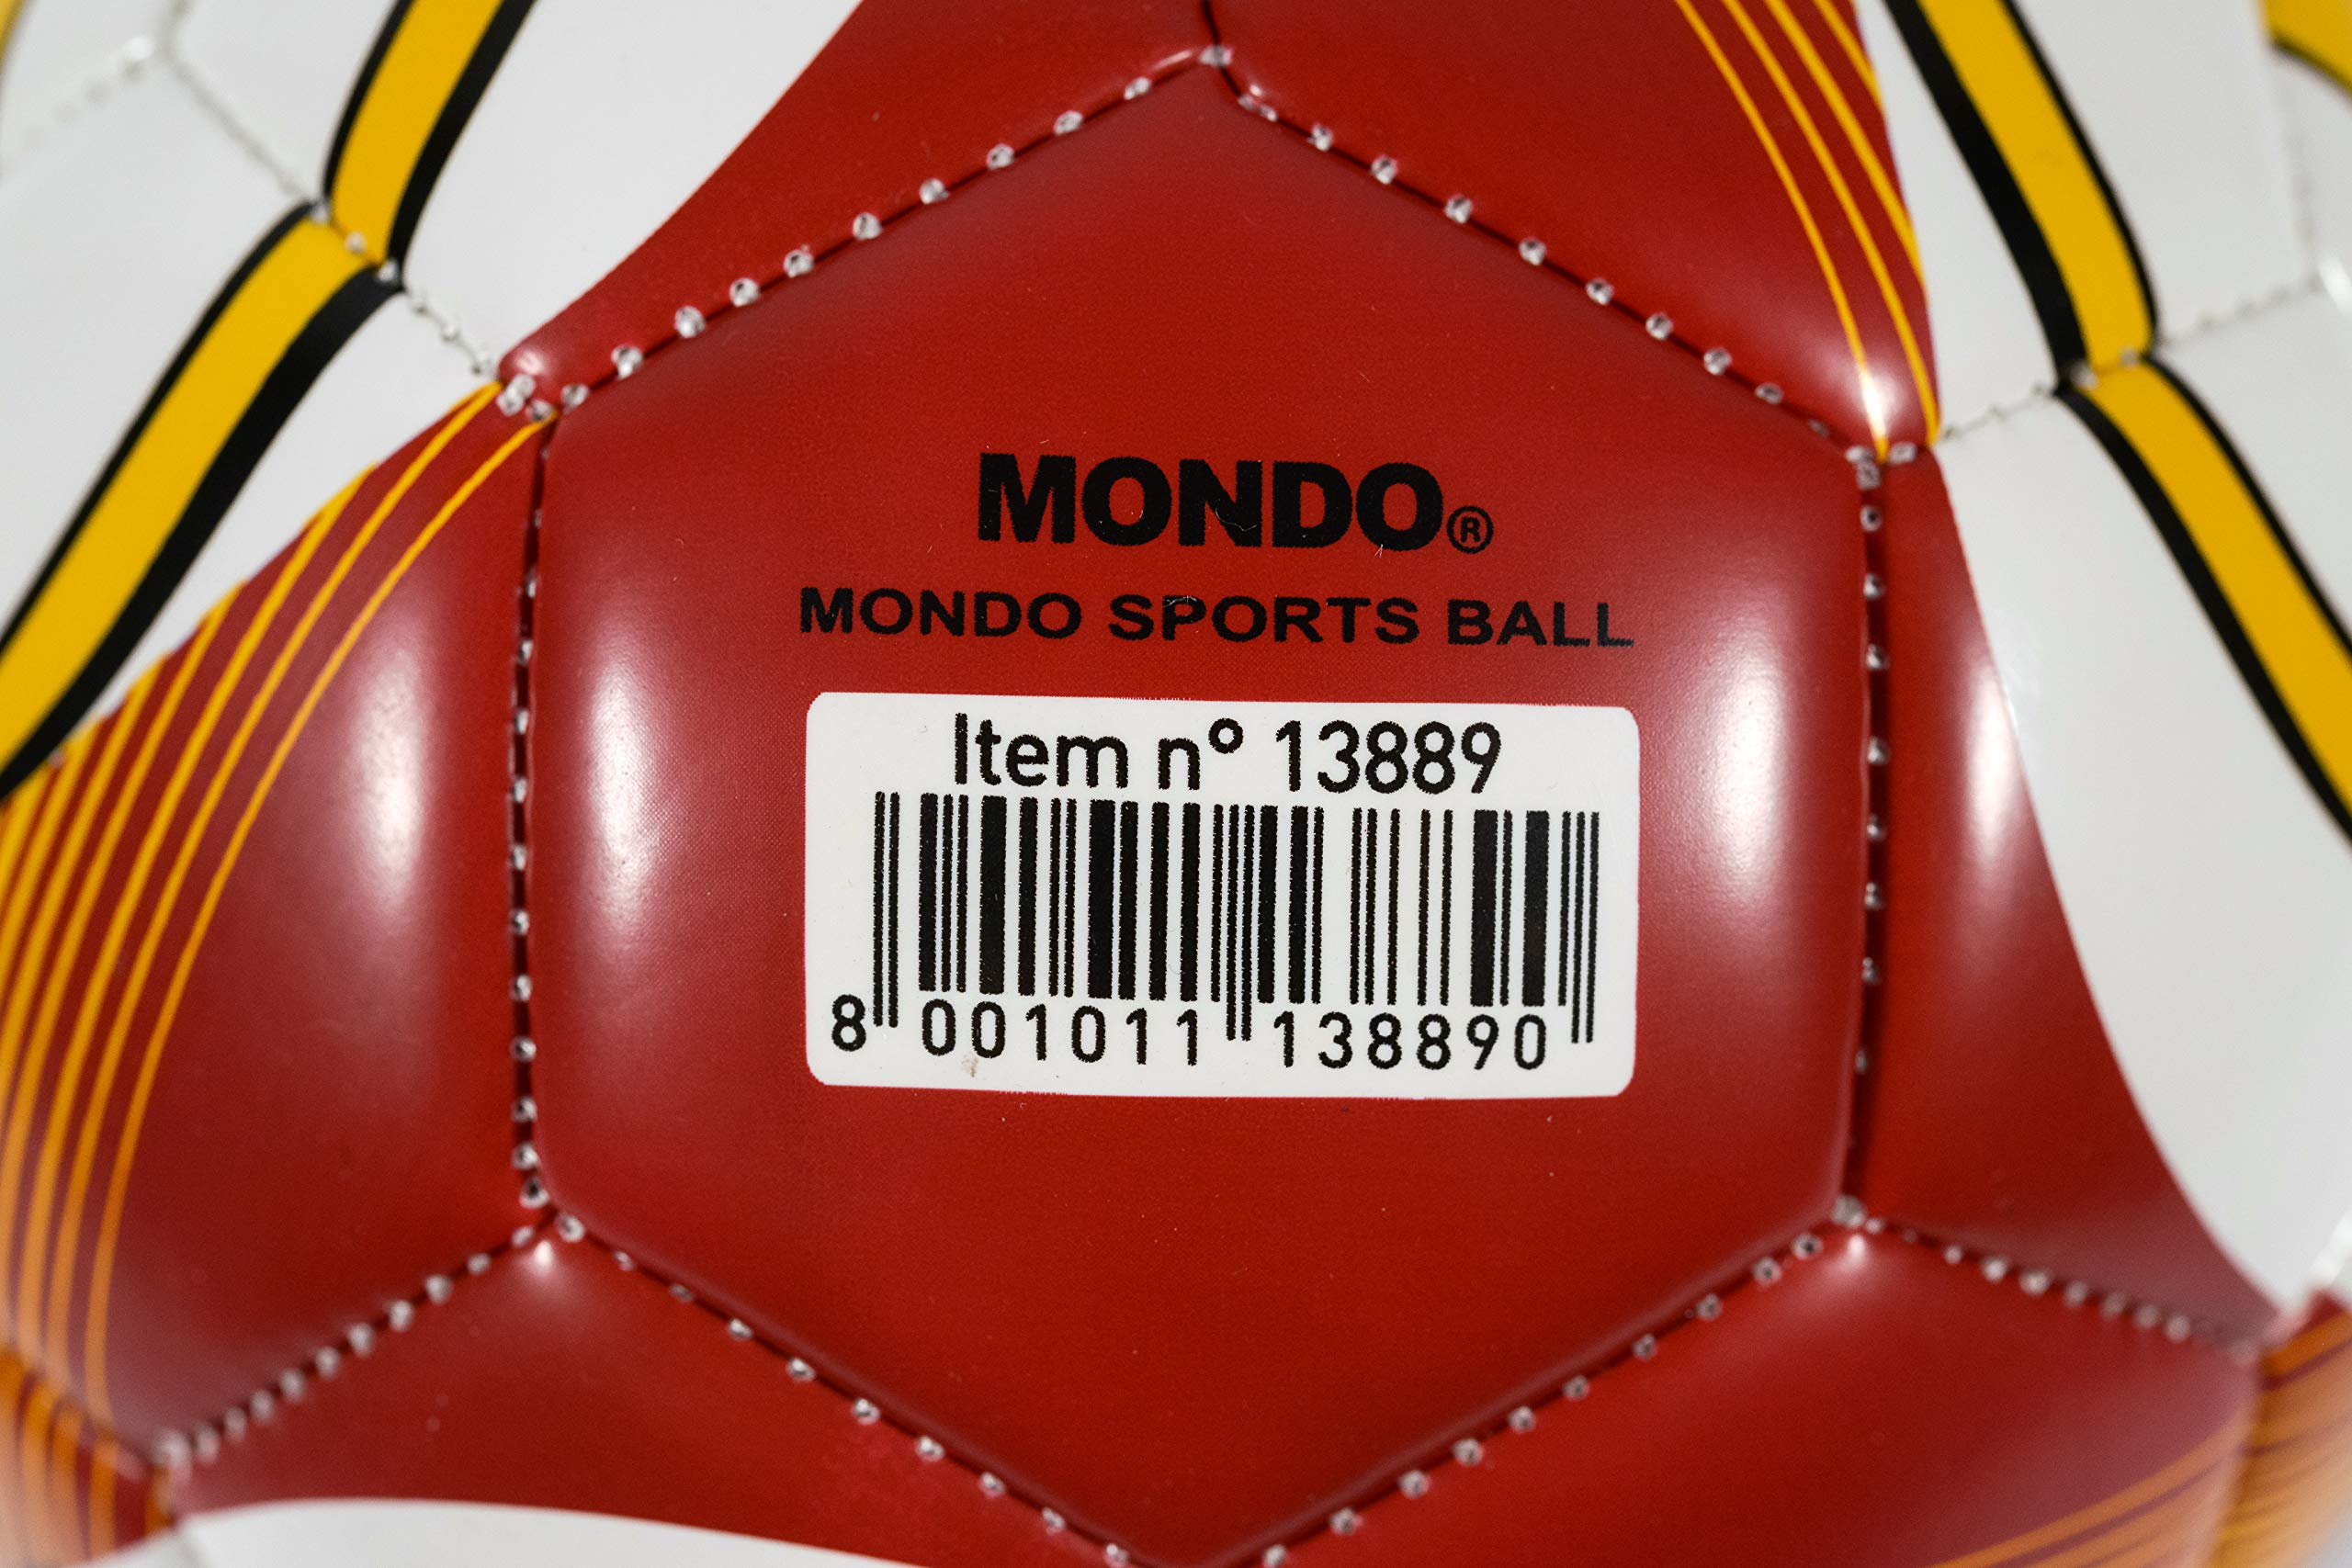 MONDO®
MONDO SPORTS BALL
Item n° 13889
8 001011 138890